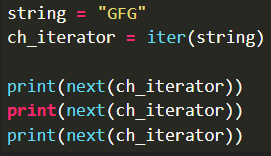 string = "GFG"
ch_iterator = iter(string)
print(next(ch_iterator))
print(next(ch_iterator))
print(next(ch_iterator))